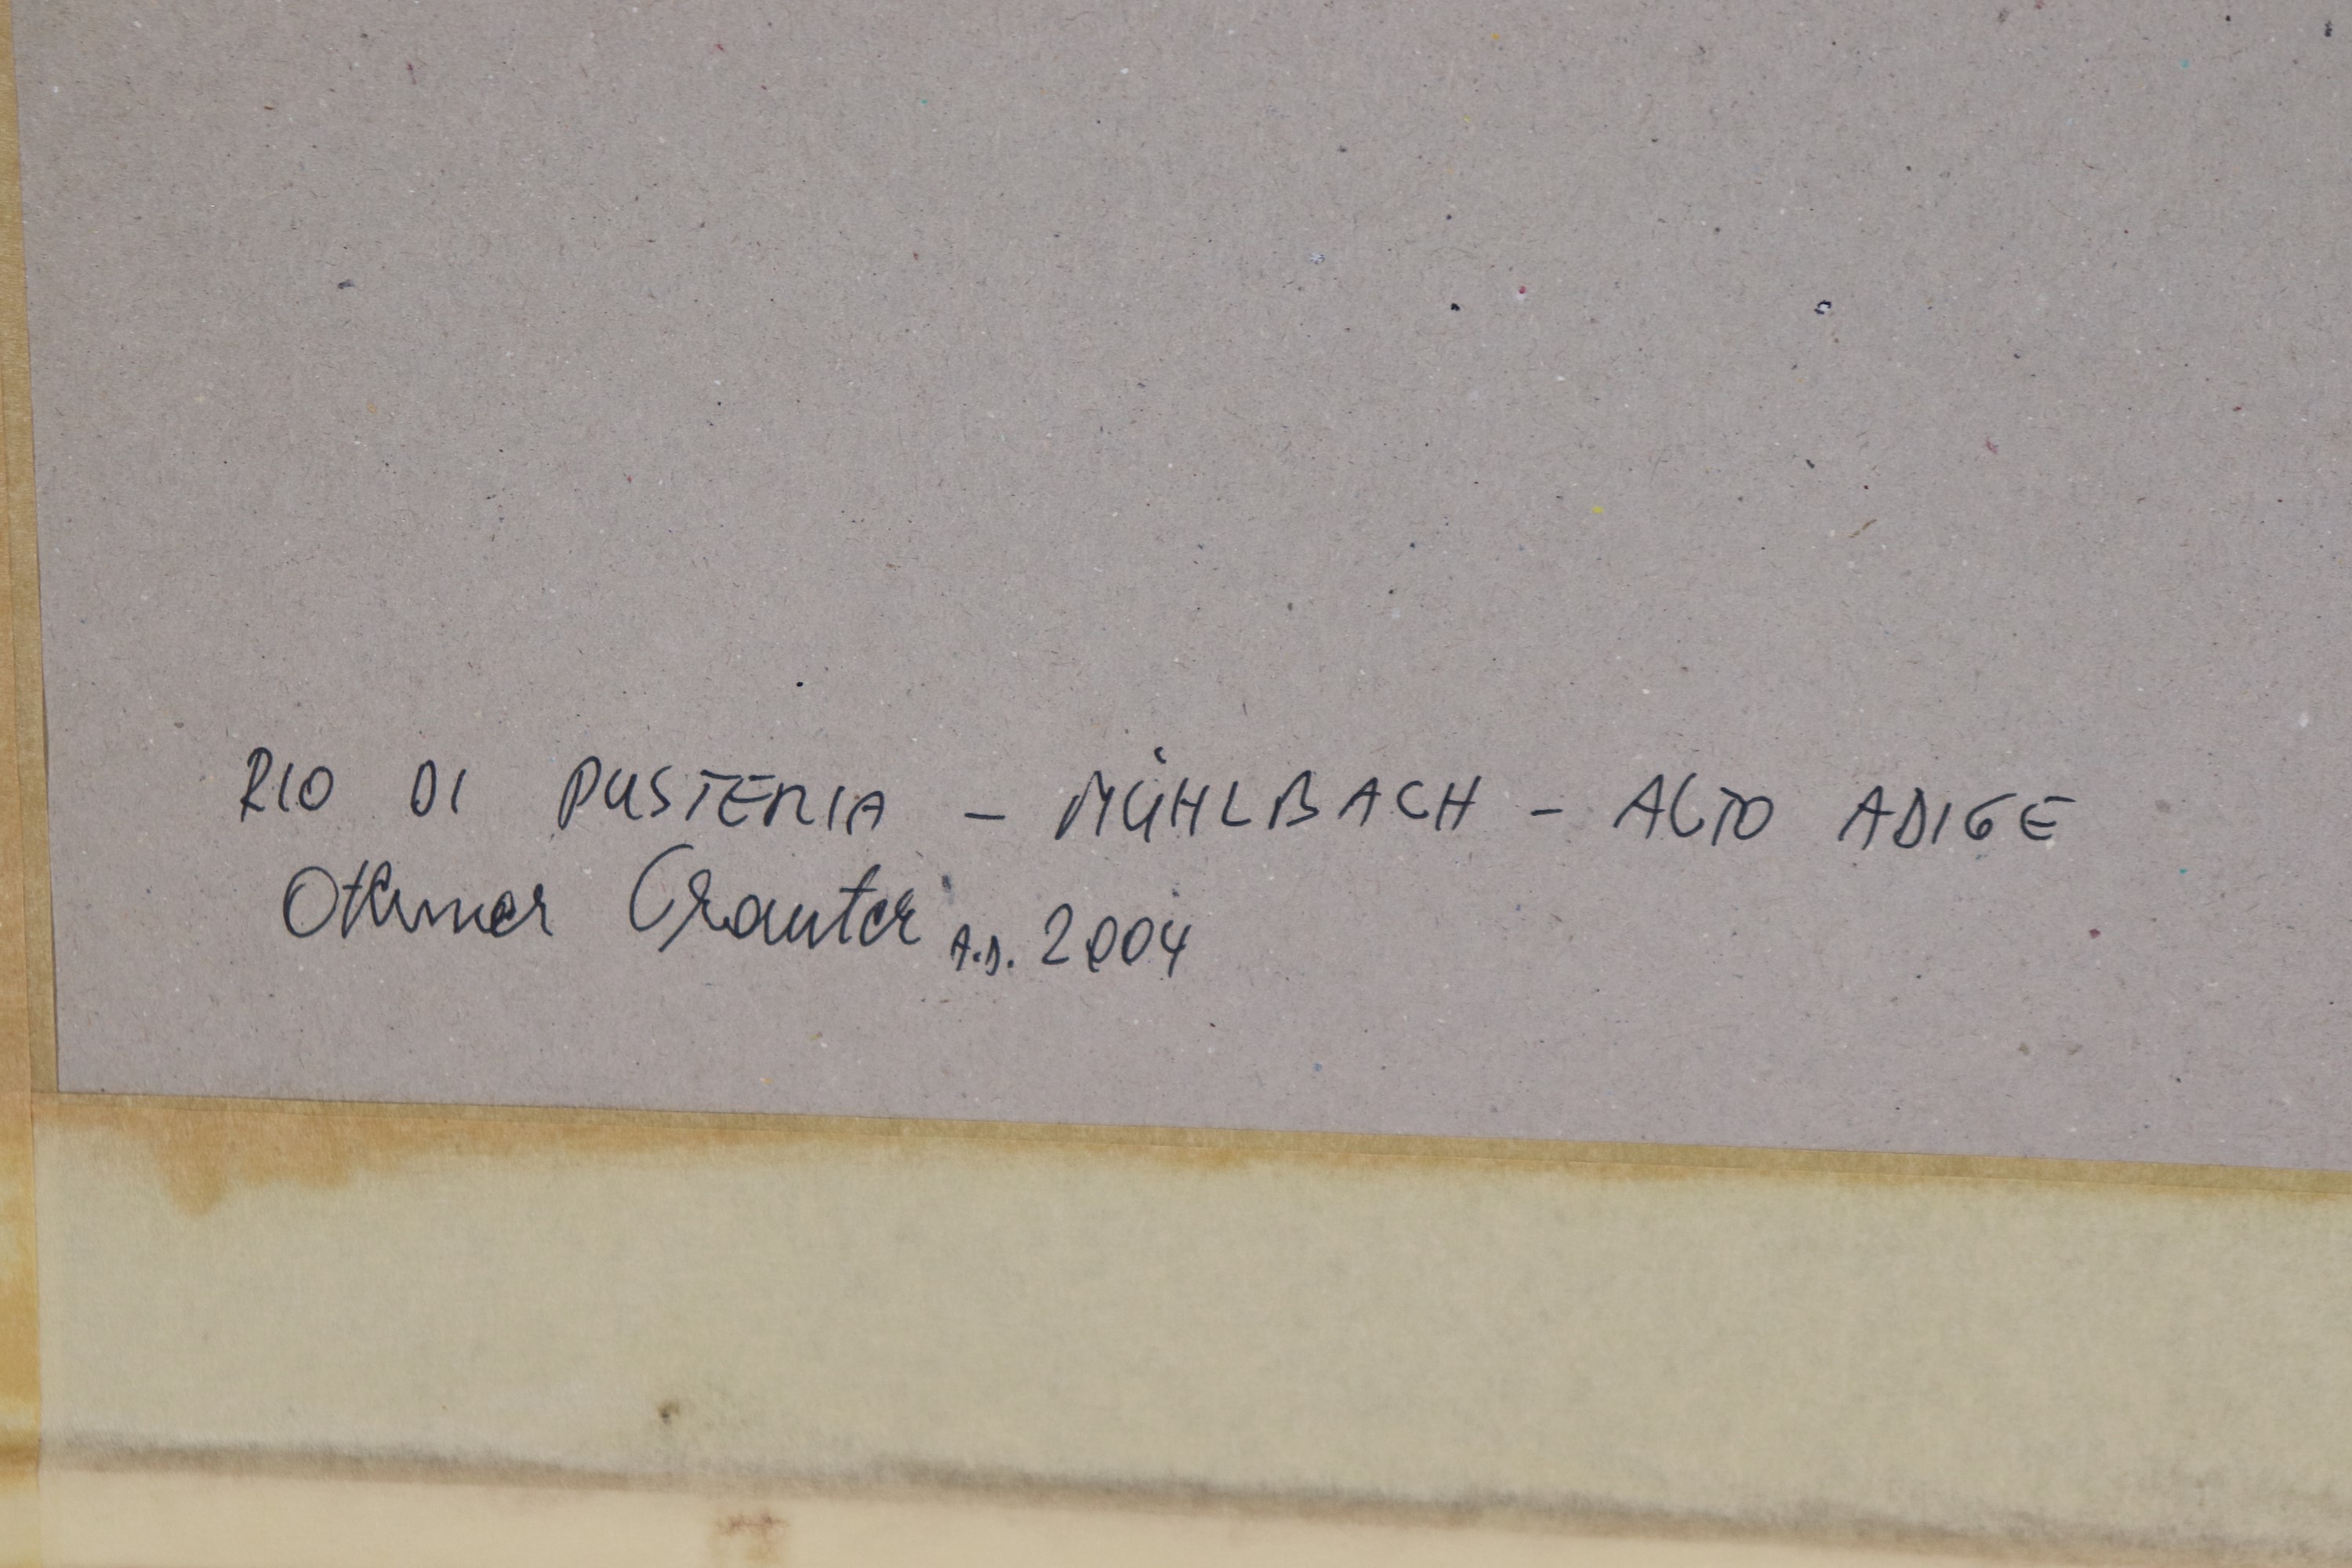 RIO DI PUSTERIA - MÜHLBACH - ALTO ADIGE
Othmar Crauter A.D. 2004